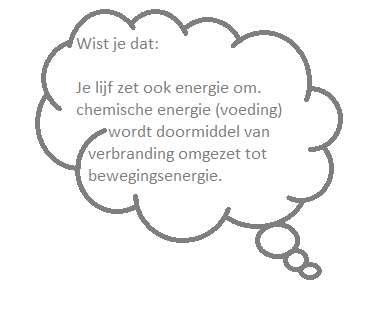 Wist je dat:
Je lijf zet ook energie om.
chemische energie (voeding)
wordt doormiddel van
verbranding omgezet tot
bewegingsenergie.